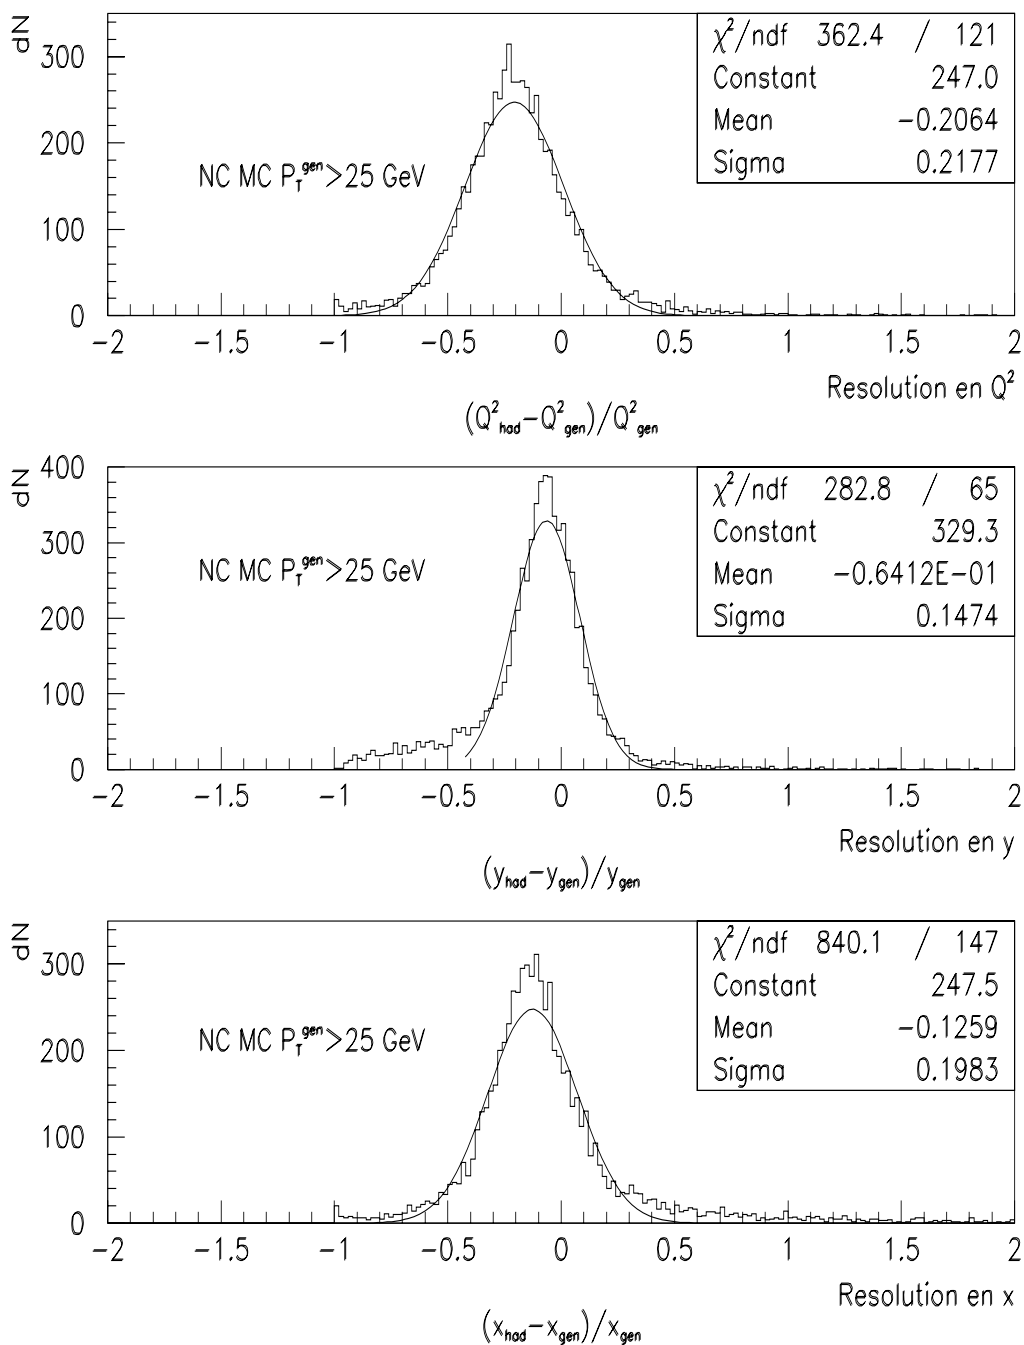 dN
300
200
100
0
NC MC P_T^gen>25 GeV
χ²/ndf 362.4 / 121
Constant 247.0
Mean −0.2064
Sigma 0.2177
−2 −1.5 −1 −0.5 0 0.5 1 1.5 2
Resolution en Q²
(Q²_had−Q²_gen)/Q²_gen
dN
400
300
200
100
0
NC MC P_T^gen>25 GeV
χ²/ndf 282.8 / 65
Constant 329.3
Mean −0.6412E−01
Sigma 0.1474
−2 −1.5 −1 −0.5 0 0.5 1 1.5 2
Resolution en y
(y_had−y_gen)/y_gen
dN
300
200
100
0
NC MC P_T^gen>25 GeV
χ²/ndf 840.1 / 147
Constant 247.5
Mean −0.1259
Sigma 0.1983
−2 −1.5 −1 −0.5 0 0.5 1 1.5 2
Resolution en x
(x_had−x_gen)/x_gen